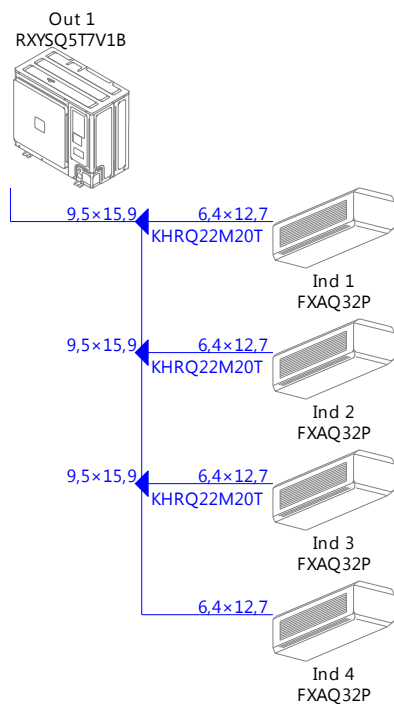 Out 1
RXYSQ5T7V1B
9,5×15,9
6,4×12,7
KHRQ22M20T
Ind 1
FXAQ32P
9,5×15,9
6,4×12,7
KHRQ22M20T
Ind 2
FXAQ32P
9,5×15,9
6,4×12,7
KHRQ22M20T
Ind 3
FXAQ32P
6,4×12,7
Ind 4
FXAQ32P